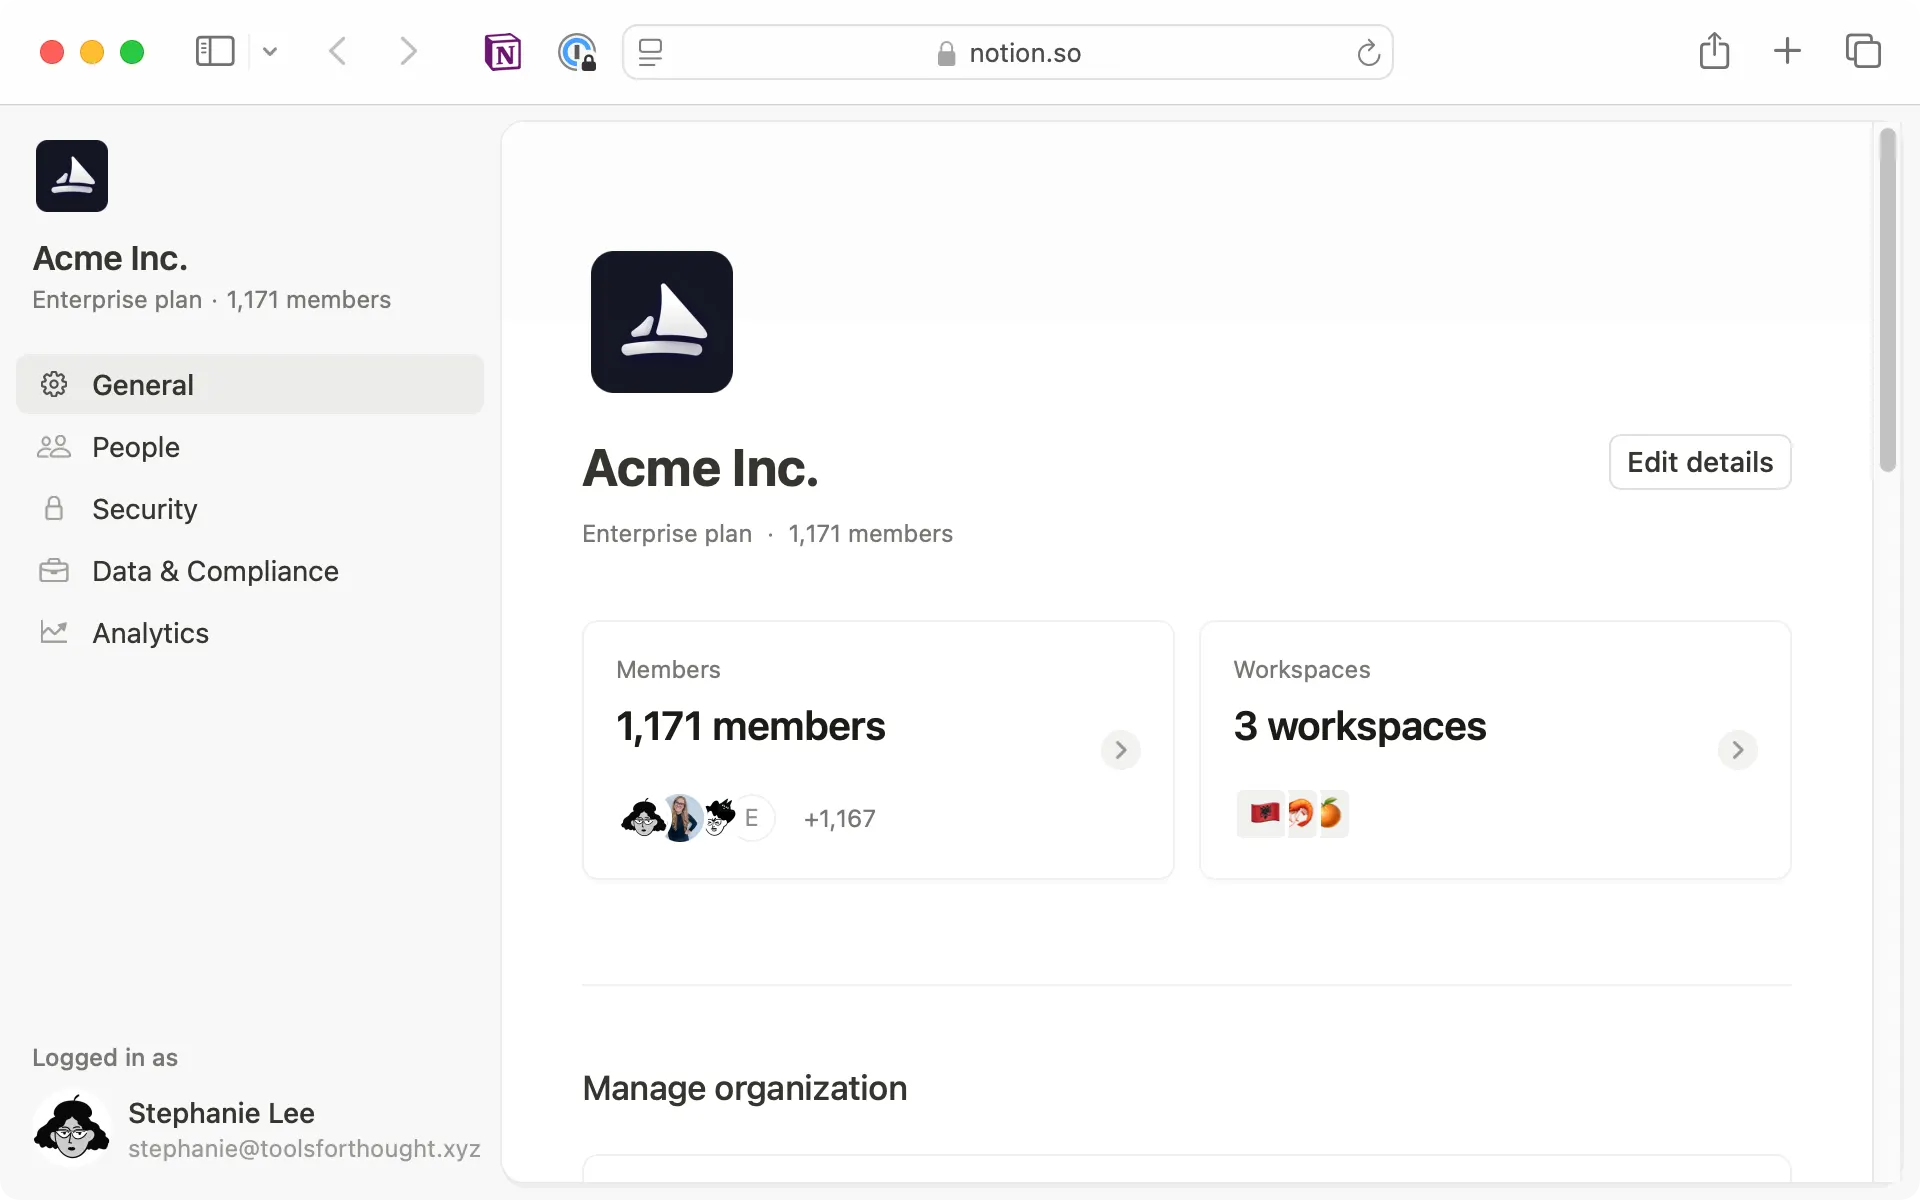 notion.so
Acme Inc.
Enterprise plan · 1,171 members
General
People
Security
Data & Compliance
Analytics
Logged in as
Stephanie Lee
stephanie@toolsforthought.xyz
Acme Inc.
Edit details
Enterprise plan · 1,171 members
Members
1,171 members
E
+1,167
Workspaces
3 workspaces
Manage organization